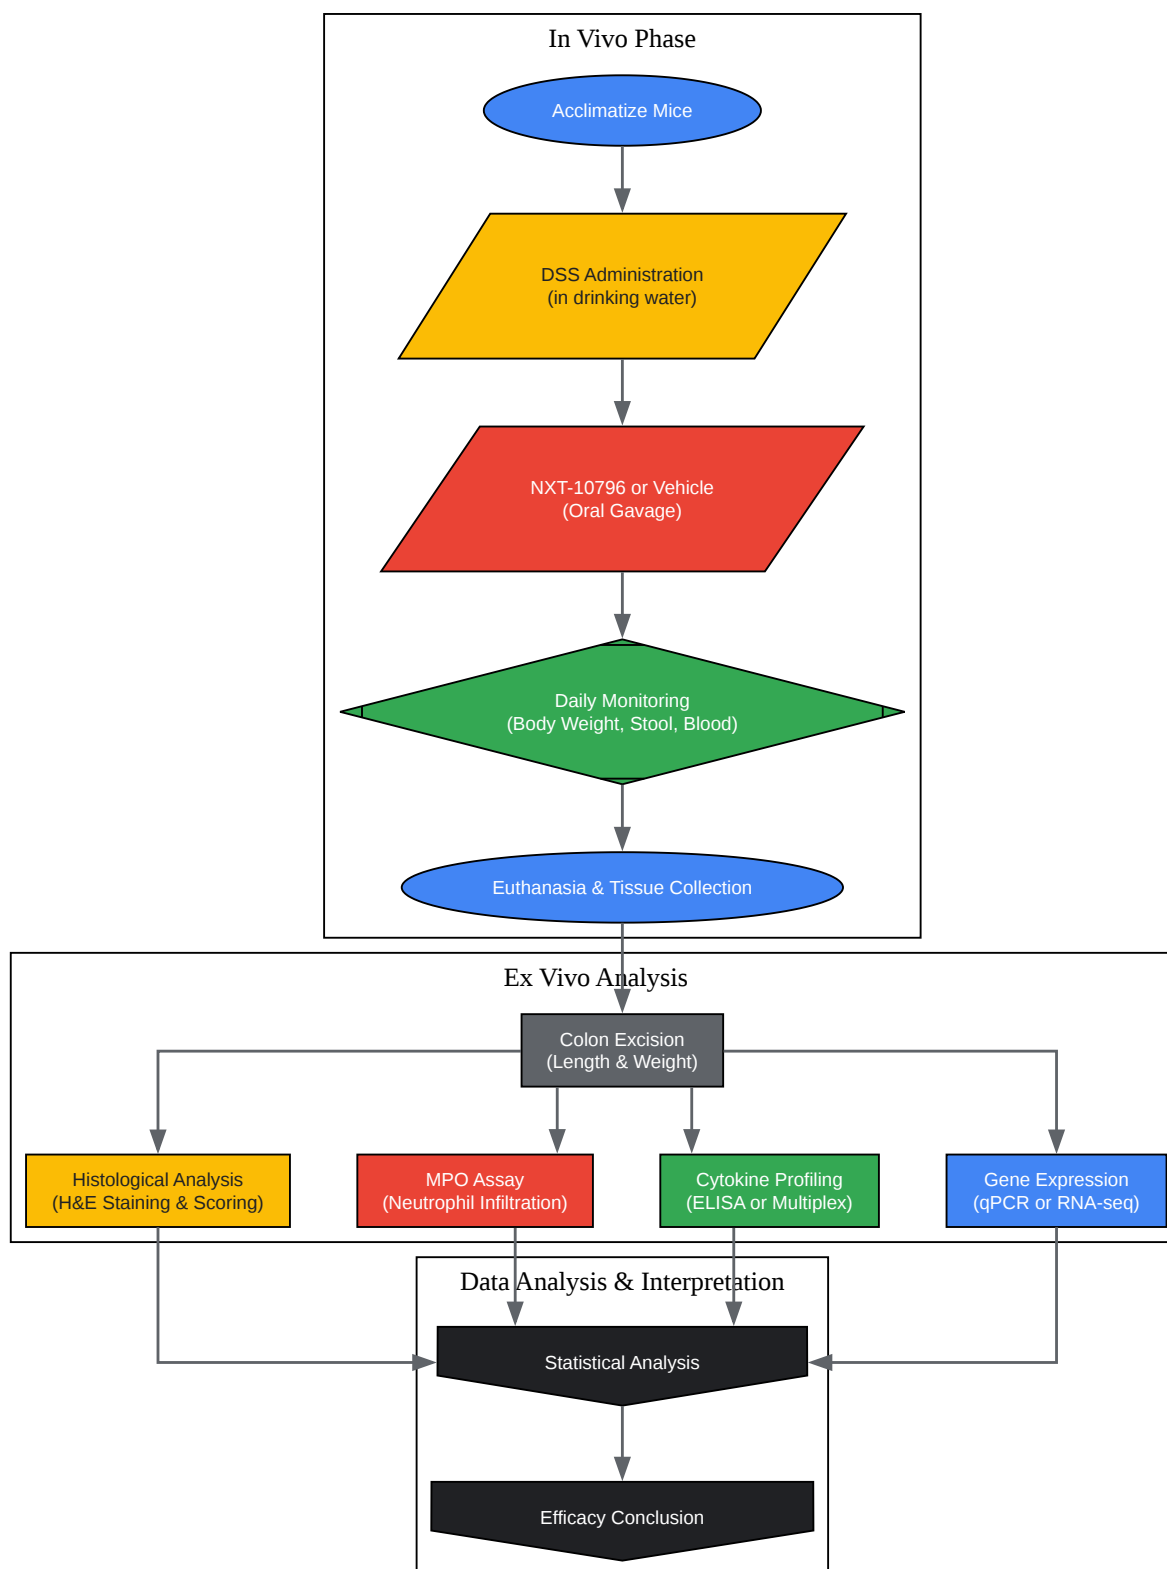 In Vivo Phase
Acclimatize Mice
DSS Administration
(in drinking water)
NXT-10796 or Vehicle
(Oral Gavage)
Daily Monitoring
(Body Weight, Stool, Blood)
Euthanasia & Tissue Collection
Ex Vivo Analysis
Colon Excision
(Length & Weight)
Histological Analysis
(H&E Staining & Scoring)
MPO Assay
(Neutrophil Infiltration)
Cytokine Profiling
(ELISA or Multiplex)
Gene Expression
(qPCR or RNA-seq)
Data Analysis & Interpretation
Statistical Analysis
Efficacy Conclusion